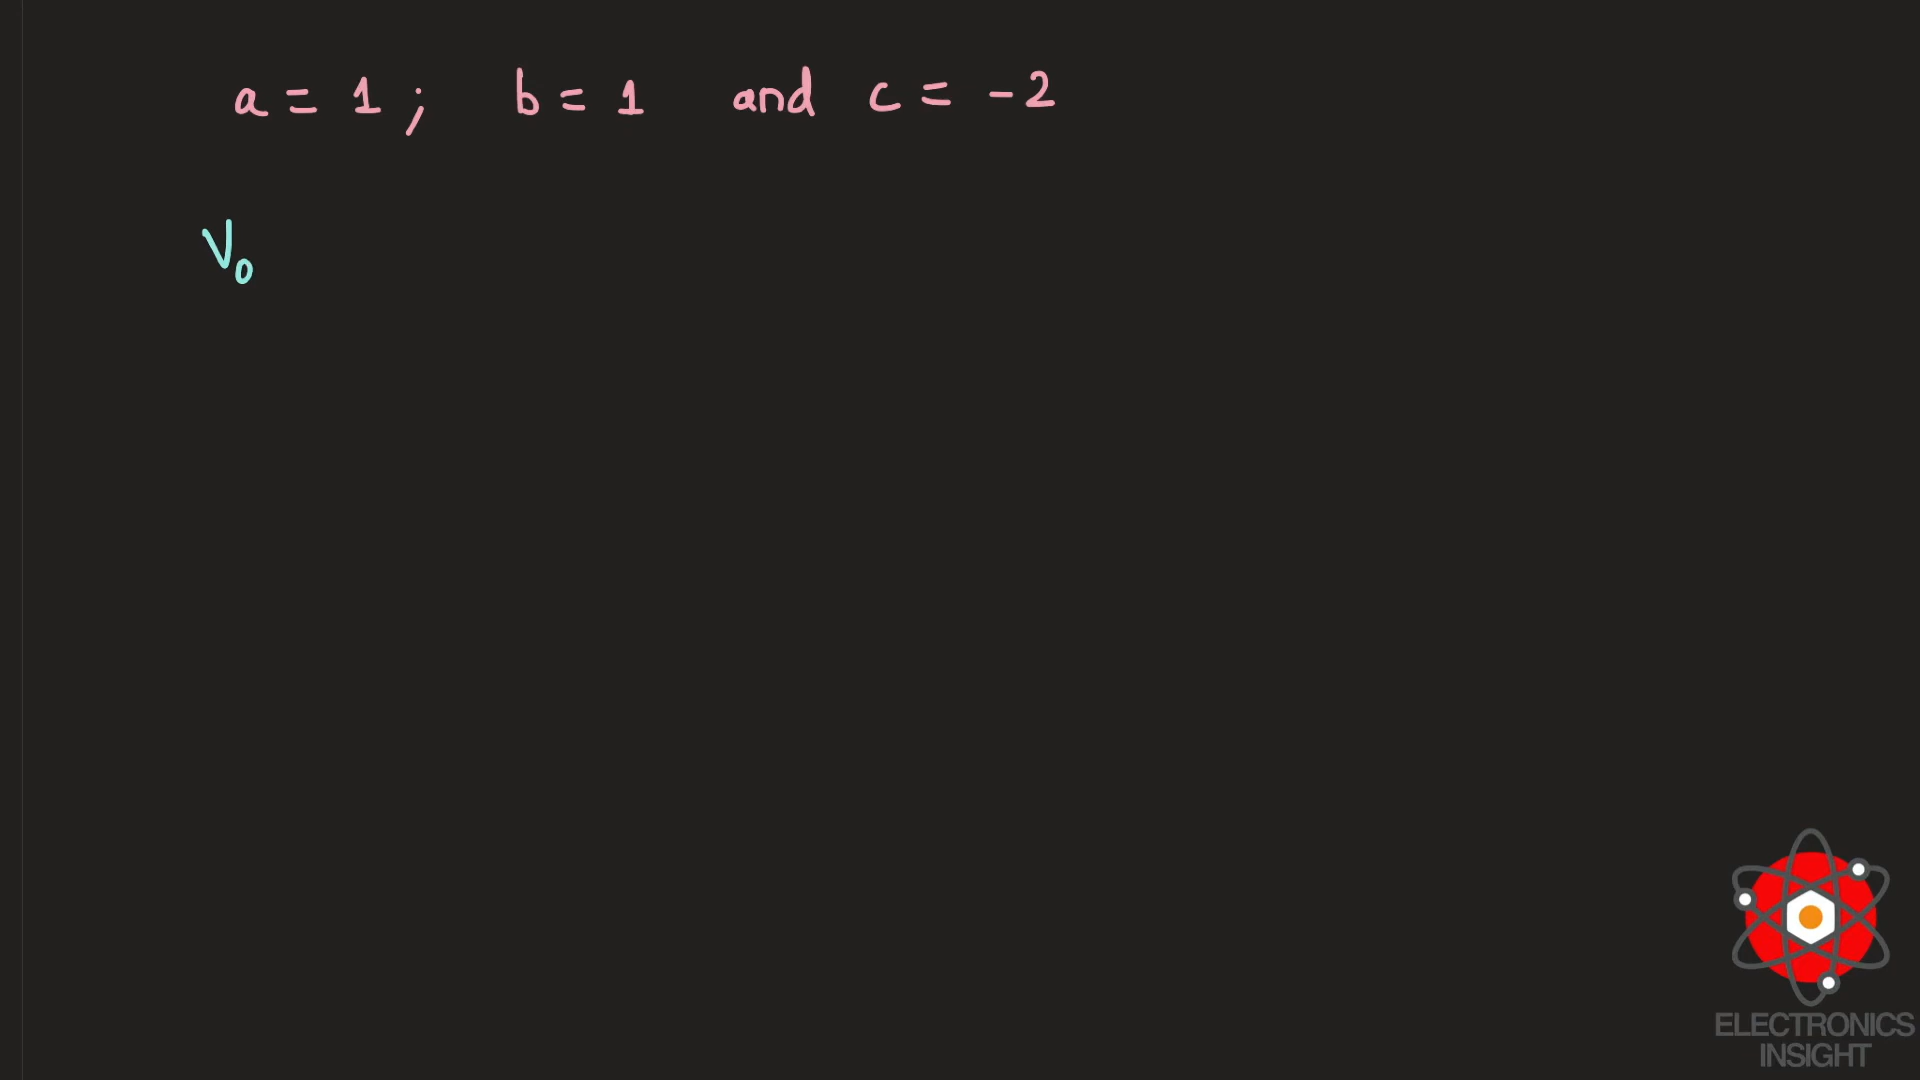 a = 1 ; b = 1 and c = -2
V₀
ELECTRONICS
INSIGHT